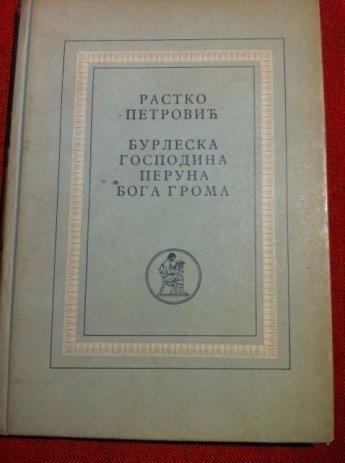 РАСТКО
ПЕТРОВИЋ
БУРЛЕСКА
ГОСПОДИНА
ПЕРУНА
БОГА ГРОМА